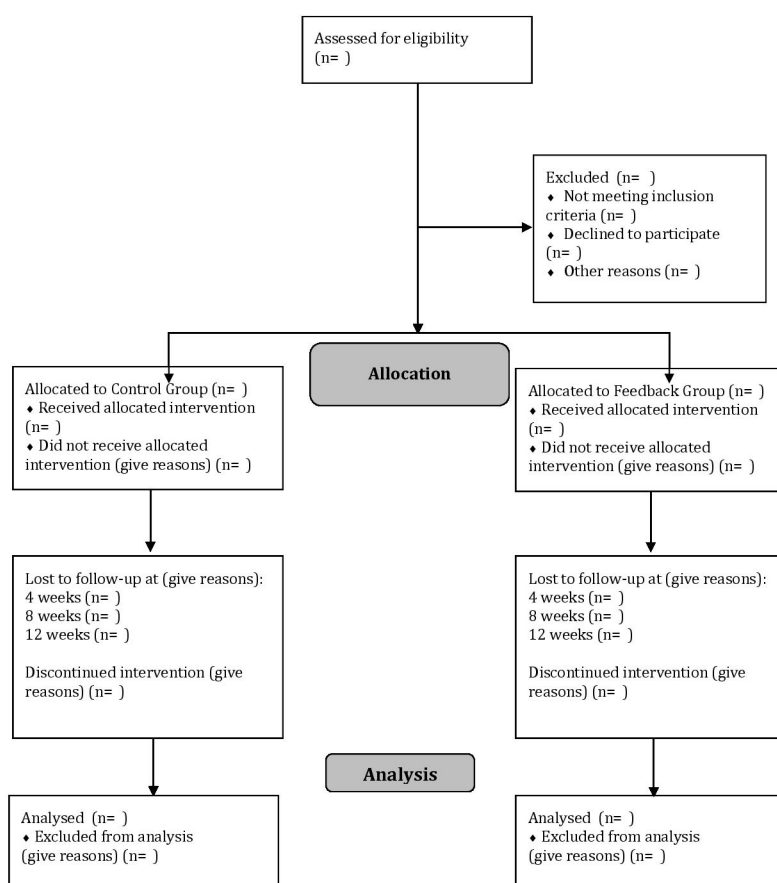 Assessed for eligibility
(n=  )
Excluded  (n=   )
♦  Not meeting inclusion
criteria (n=  )
♦  Declined to participate
(n=  )
♦  Other reasons (n=  )
Allocation
Allocated to Control Group (n=  )
♦ Received allocated intervention
(n=  )
♦ Did not receive allocated
intervention (give reasons) (n=  )
Allocated to Feedback Group (n=  )
♦ Received allocated intervention
(n=  )
♦ Did not receive allocated
intervention (give reasons) (n=  )
Lost to follow-up at (give reasons):
4 weeks (n=  )
8 weeks (n=  )
12 weeks (n=  )
Discontinued intervention (give
reasons) (n=  )
Lost to follow-up at (give reasons):
4 weeks (n=  )
8 weeks (n=  )
12 weeks (n=  )
Discontinued intervention (give
reasons) (n=  )
Analysis
Analysed  (n=  )
♦ Excluded from analysis
(give reasons) (n=  )
Analysed  (n=  )
♦ Excluded from analysis
(give reasons) (n=  )